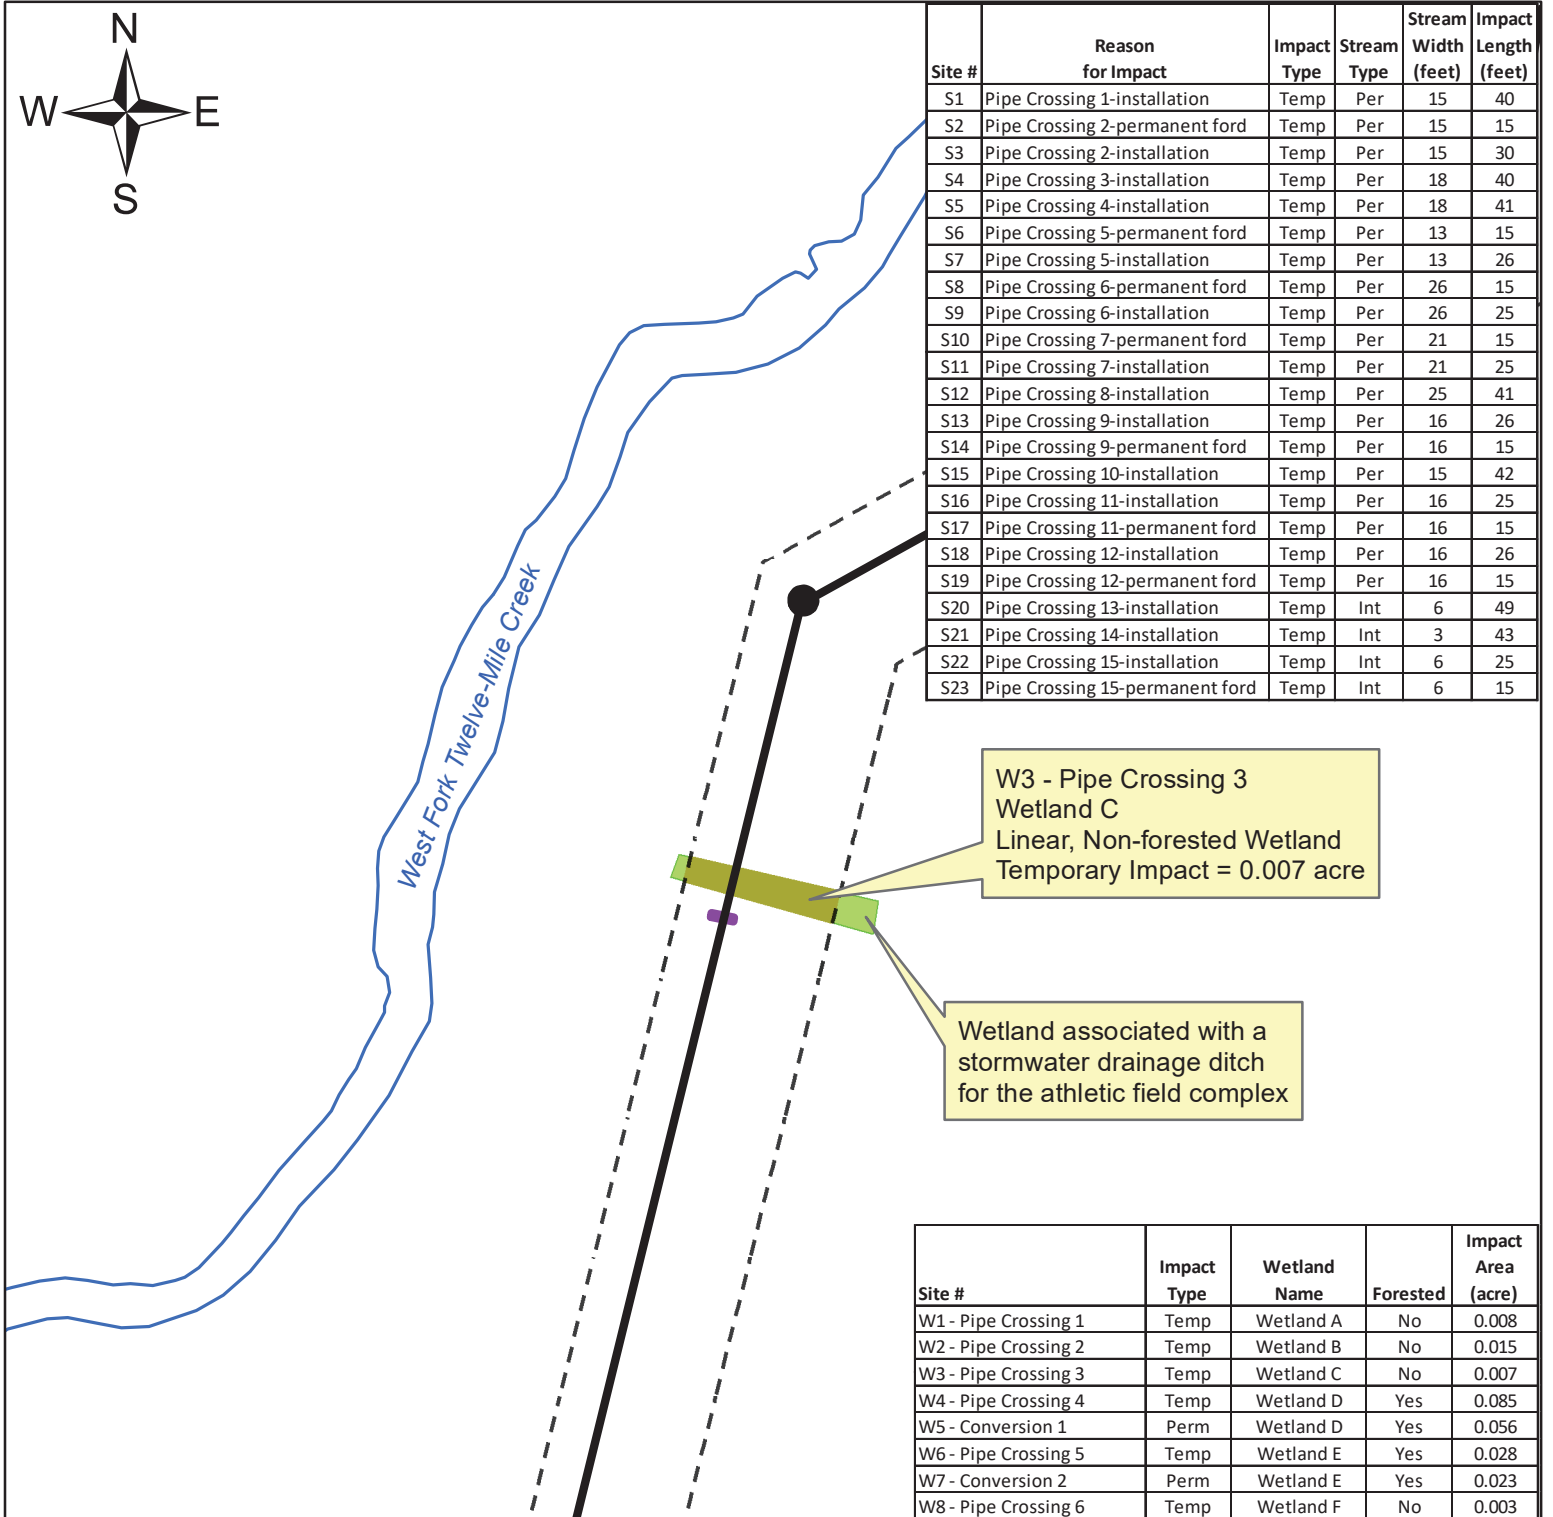 N
W E
S
Site # Reason for Impact Impact Type Stream Type Stream Width (feet) Impact Length (feet)
S1 Pipe Crossing 1-installation Temp Per 15 40
S2 Pipe Crossing 2-permanent ford Temp Per 15 15
S3 Pipe Crossing 2-installation Temp Per 15 30
S4 Pipe Crossing 3-installation Temp Per 18 40
S5 Pipe Crossing 4-installation Temp Per 18 41
S6 Pipe Crossing 5-permanent ford Temp Per 13 15
S7 Pipe Crossing 5-installation Temp Per 13 26
S8 Pipe Crossing 6-permanent ford Temp Per 26 15
S9 Pipe Crossing 6-installation Temp Per 26 25
S10 Pipe Crossing 7-permanent ford Temp Per 21 15
S11 Pipe Crossing 7-installation Temp Per 21 25
S12 Pipe Crossing 8-installation Temp Per 25 41
S13 Pipe Crossing 9-installation Temp Per 16 26
S14 Pipe Crossing 9-permanent ford Temp Per 16 15
S15 Pipe Crossing 10-installation Temp Per 15 42
S16 Pipe Crossing 11-installation Temp Per 16 25
S17 Pipe Crossing 11-permanent ford Temp Per 16 15
S18 Pipe Crossing 12-installation Temp Per 16 26
S19 Pipe Crossing 12-permanent ford Temp Per 16 15
S20 Pipe Crossing 13-installation Temp Int 6 49
S21 Pipe Crossing 14-installation Temp Int 3 43
S22 Pipe Crossing 15-installation Temp Int 6 25
S23 Pipe Crossing 15-permanent ford Temp Int 6 15
West Fork Twelve-Mile Creek
W3 - Pipe Crossing 3
Wetland C
Linear, Non-forested Wetland
Temporary Impact = 0.007 acre
Wetland associated with a
stormwater drainage ditch
for the athletic field complex
Site # Impact Type Wetland Name Forested Impact Area (acre)
W1 - Pipe Crossing 1 Temp Wetland A No 0.008
W2 - Pipe Crossing 2 Temp Wetland B No 0.015
W3 - Pipe Crossing 3 Temp Wetland C No 0.007
W4 - Pipe Crossing 4 Temp Wetland D Yes 0.085
W5 - Conversion 1 Perm Wetland D Yes 0.056
W6 - Pipe Crossing 5 Temp Wetland E Yes 0.028
W7 - Conversion 2 Perm Wetland E Yes 0.023
W8 - Pipe Crossing 6 Temp Wetland F No 0.003